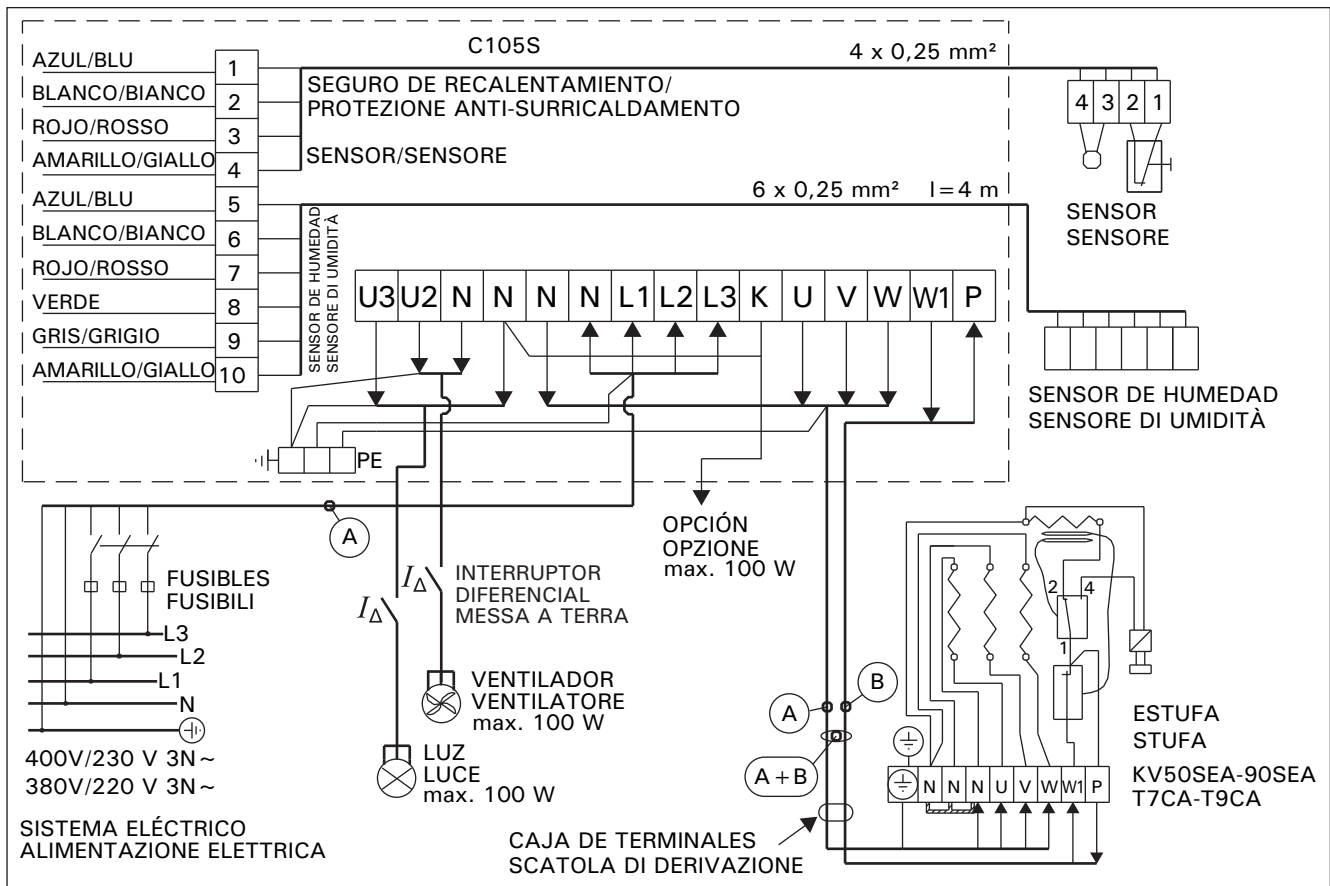 C105S
4 x 0,25 mm²
AZUL/BLU 1
BLANCO/BIANCO 2
ROJO/ROSSO 3
AMARILLO/GIALLO 4
AZUL/BLU 5
BLANCO/BIANCO 6
ROJO/ROSSO 7
VERDE 8
GRIS/GRIGIO 9
AMARILLO/GIALLO 10
SEGURO DE RECALENTAMIENTO/
PROTEZIONE ANTI-SURRICALDAMENTO
SENSOR/SENSORE
4 3 2 1
SENSOR
SENSORE
6 x 0,25 mm² l=4 m
SENSOR DE HUMEDAD
SENSORE DI UMIDITÀ
U3 U2 N N N N L1 L2 L3 K U V W W1 P
SENSOR DE HUMEDAD
SENSORE DI UMIDITÀ
PE
A
OPCIÓN
OPZIONE
max. 100 W
FUSIBLES
FUSIBILI
L3
L2
L1
N
400V/230 V 3N~
380V/220 V 3N~
SISTEMA ELÉCTRICO
ALIMENTAZIONE ELETTRICA
I∆
I∆
INTERRUPTOR
DIFERENCIAL
MESSA A TERRA
VENTILADOR
VENTILATORE
max. 100 W
LUZ
LUCE
max. 100 W
A
B
A+B
CAJA DE TERMINALES
SCATOLA DI DERIVAZIONE
2 4
1
N N N U V W W1 P
ESTUFA
STUFA
KV50SEA-90SEA
T7CA-T9CA